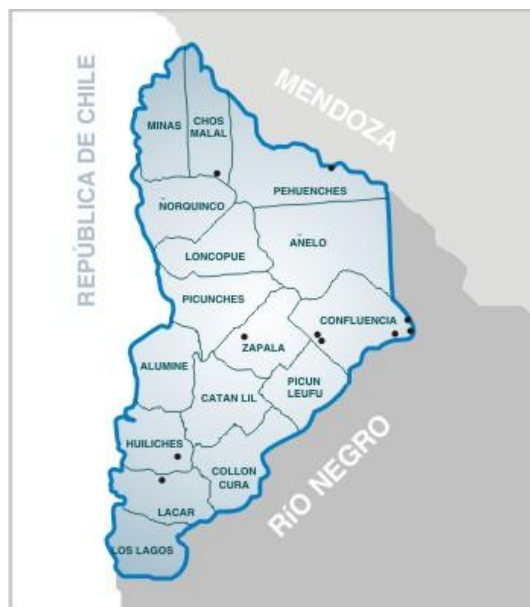 REPÚBLICA DE CHILE
MENDOZA
MINAS
CHOS
MALAL
PEHUENCHES
ÑORQUINCO
AÑELO
LONCOPUE
PICUNCHES
CONFLUENCIA
ZAPALA
ALUMINE
PICUN
LEUFU
CATAN LIL
HUILICHES
COLLON
CURA
RÍO NEGRO
LACAR
LOS LAGOS